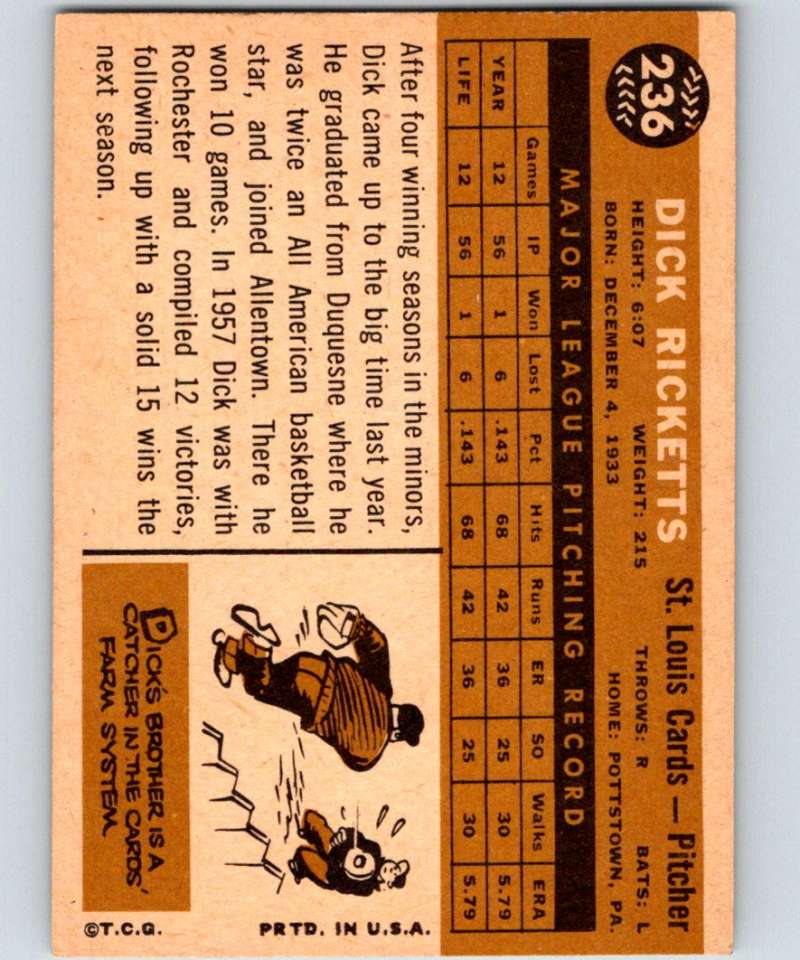 236
DICK RICKETTS St. Louis Cards — Pitcher
HEIGHT: 6:07 WEIGHT: 215 THROWS: R BATS: L
BORN: DECEMBER 4, 1933 HOME: POTTSTOWN, PA.
MAJOR LEAGUE PITCHING RECORD
Games IP Won Lost Pct Hits Runs ER SO Walks ERA
YEAR 12 56 1 6 .143 68 42 36 25 30 5.79
LIFE 12 56 1 6 .143 68 42 36 25 30 5.79
After four winning seasons in the minors,
Dick came up to the big time last year.
He graduated from Duquesne where he
was twice an All American basketball
star, and joined Allentown. There he
won 10 games. In 1957 Dick was with
Rochester and compiled 12 victories,
following up with a solid 15 wins the
next season.
DICK'S BROTHER IS A
CATCHER IN THE CARDS'
FARM SYSTEM.
©T.C.G. PRTD. IN U.S.A.